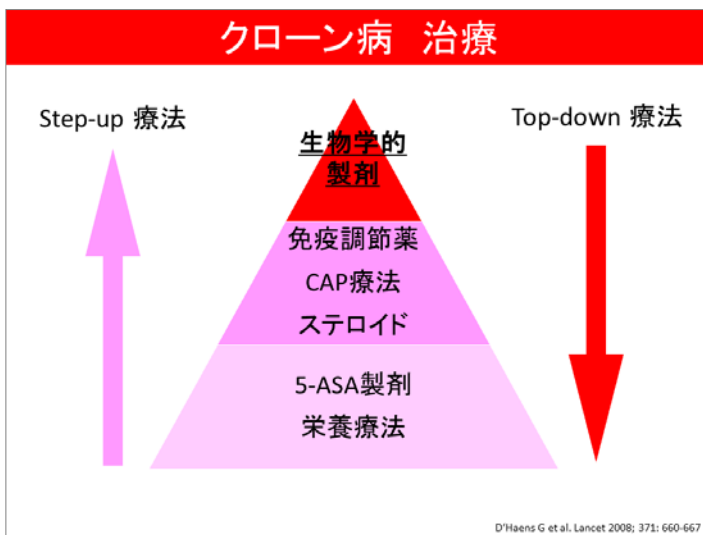 クローン病　治療
Step-up 療法
Top-down 療法
生物学的
製剤
免疫調節薬
CAP療法
ステロイド
5-ASA製剤
栄養療法
D'Haens G et al. Lancet 2008; 371: 660-667